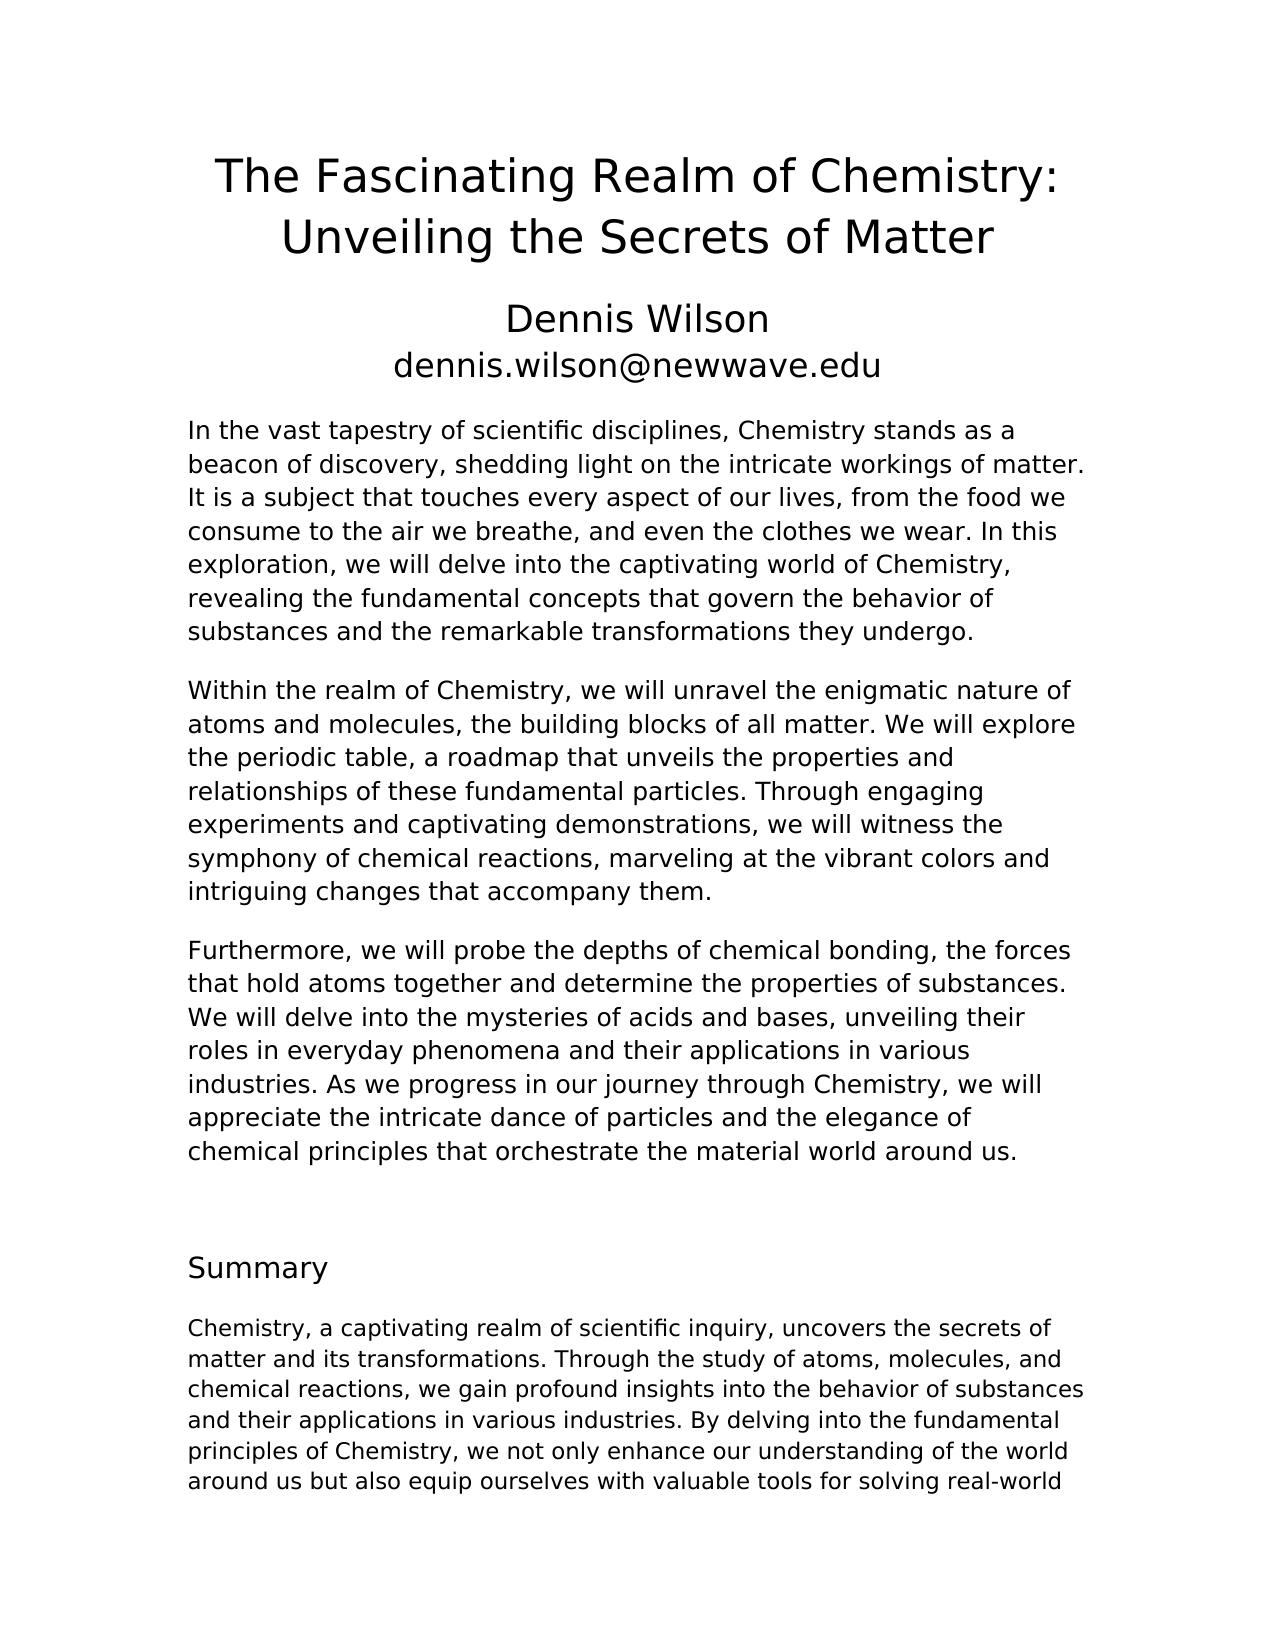 The Fascinating Realm of Chemistry:
Unveiling the Secrets of Matter
Dennis Wilson
dennis.wilson@newwave.edu
In the vast tapestry of scientific disciplines, Chemistry stands as a
beacon of discovery, shedding light on the intricate workings of matter.
It is a subject that touches every aspect of our lives, from the food we
consume to the air we breathe, and even the clothes we wear. In this
exploration, we will delve into the captivating world of Chemistry,
revealing the fundamental concepts that govern the behavior of
substances and the remarkable transformations they undergo.
Within the realm of Chemistry, we will unravel the enigmatic nature of
atoms and molecules, the building blocks of all matter. We will explore
the periodic table, a roadmap that unveils the properties and
relationships of these fundamental particles. Through engaging
experiments and captivating demonstrations, we will witness the
symphony of chemical reactions, marveling at the vibrant colors and
intriguing changes that accompany them.
Furthermore, we will probe the depths of chemical bonding, the forces
that hold atoms together and determine the properties of substances.
We will delve into the mysteries of acids and bases, unveiling their
roles in everyday phenomena and their applications in various
industries. As we progress in our journey through Chemistry, we will
appreciate the intricate dance of particles and the elegance of
chemical principles that orchestrate the material world around us.
Summary
Chemistry, a captivating realm of scientific inquiry, uncovers the secrets of
matter and its transformations. Through the study of atoms, molecules, and
chemical reactions, we gain profound insights into the behavior of substances
and their applications in various industries. By delving into the fundamental
principles of Chemistry, we not only enhance our understanding of the world
around us but also equip ourselves with valuable tools for solving real-world